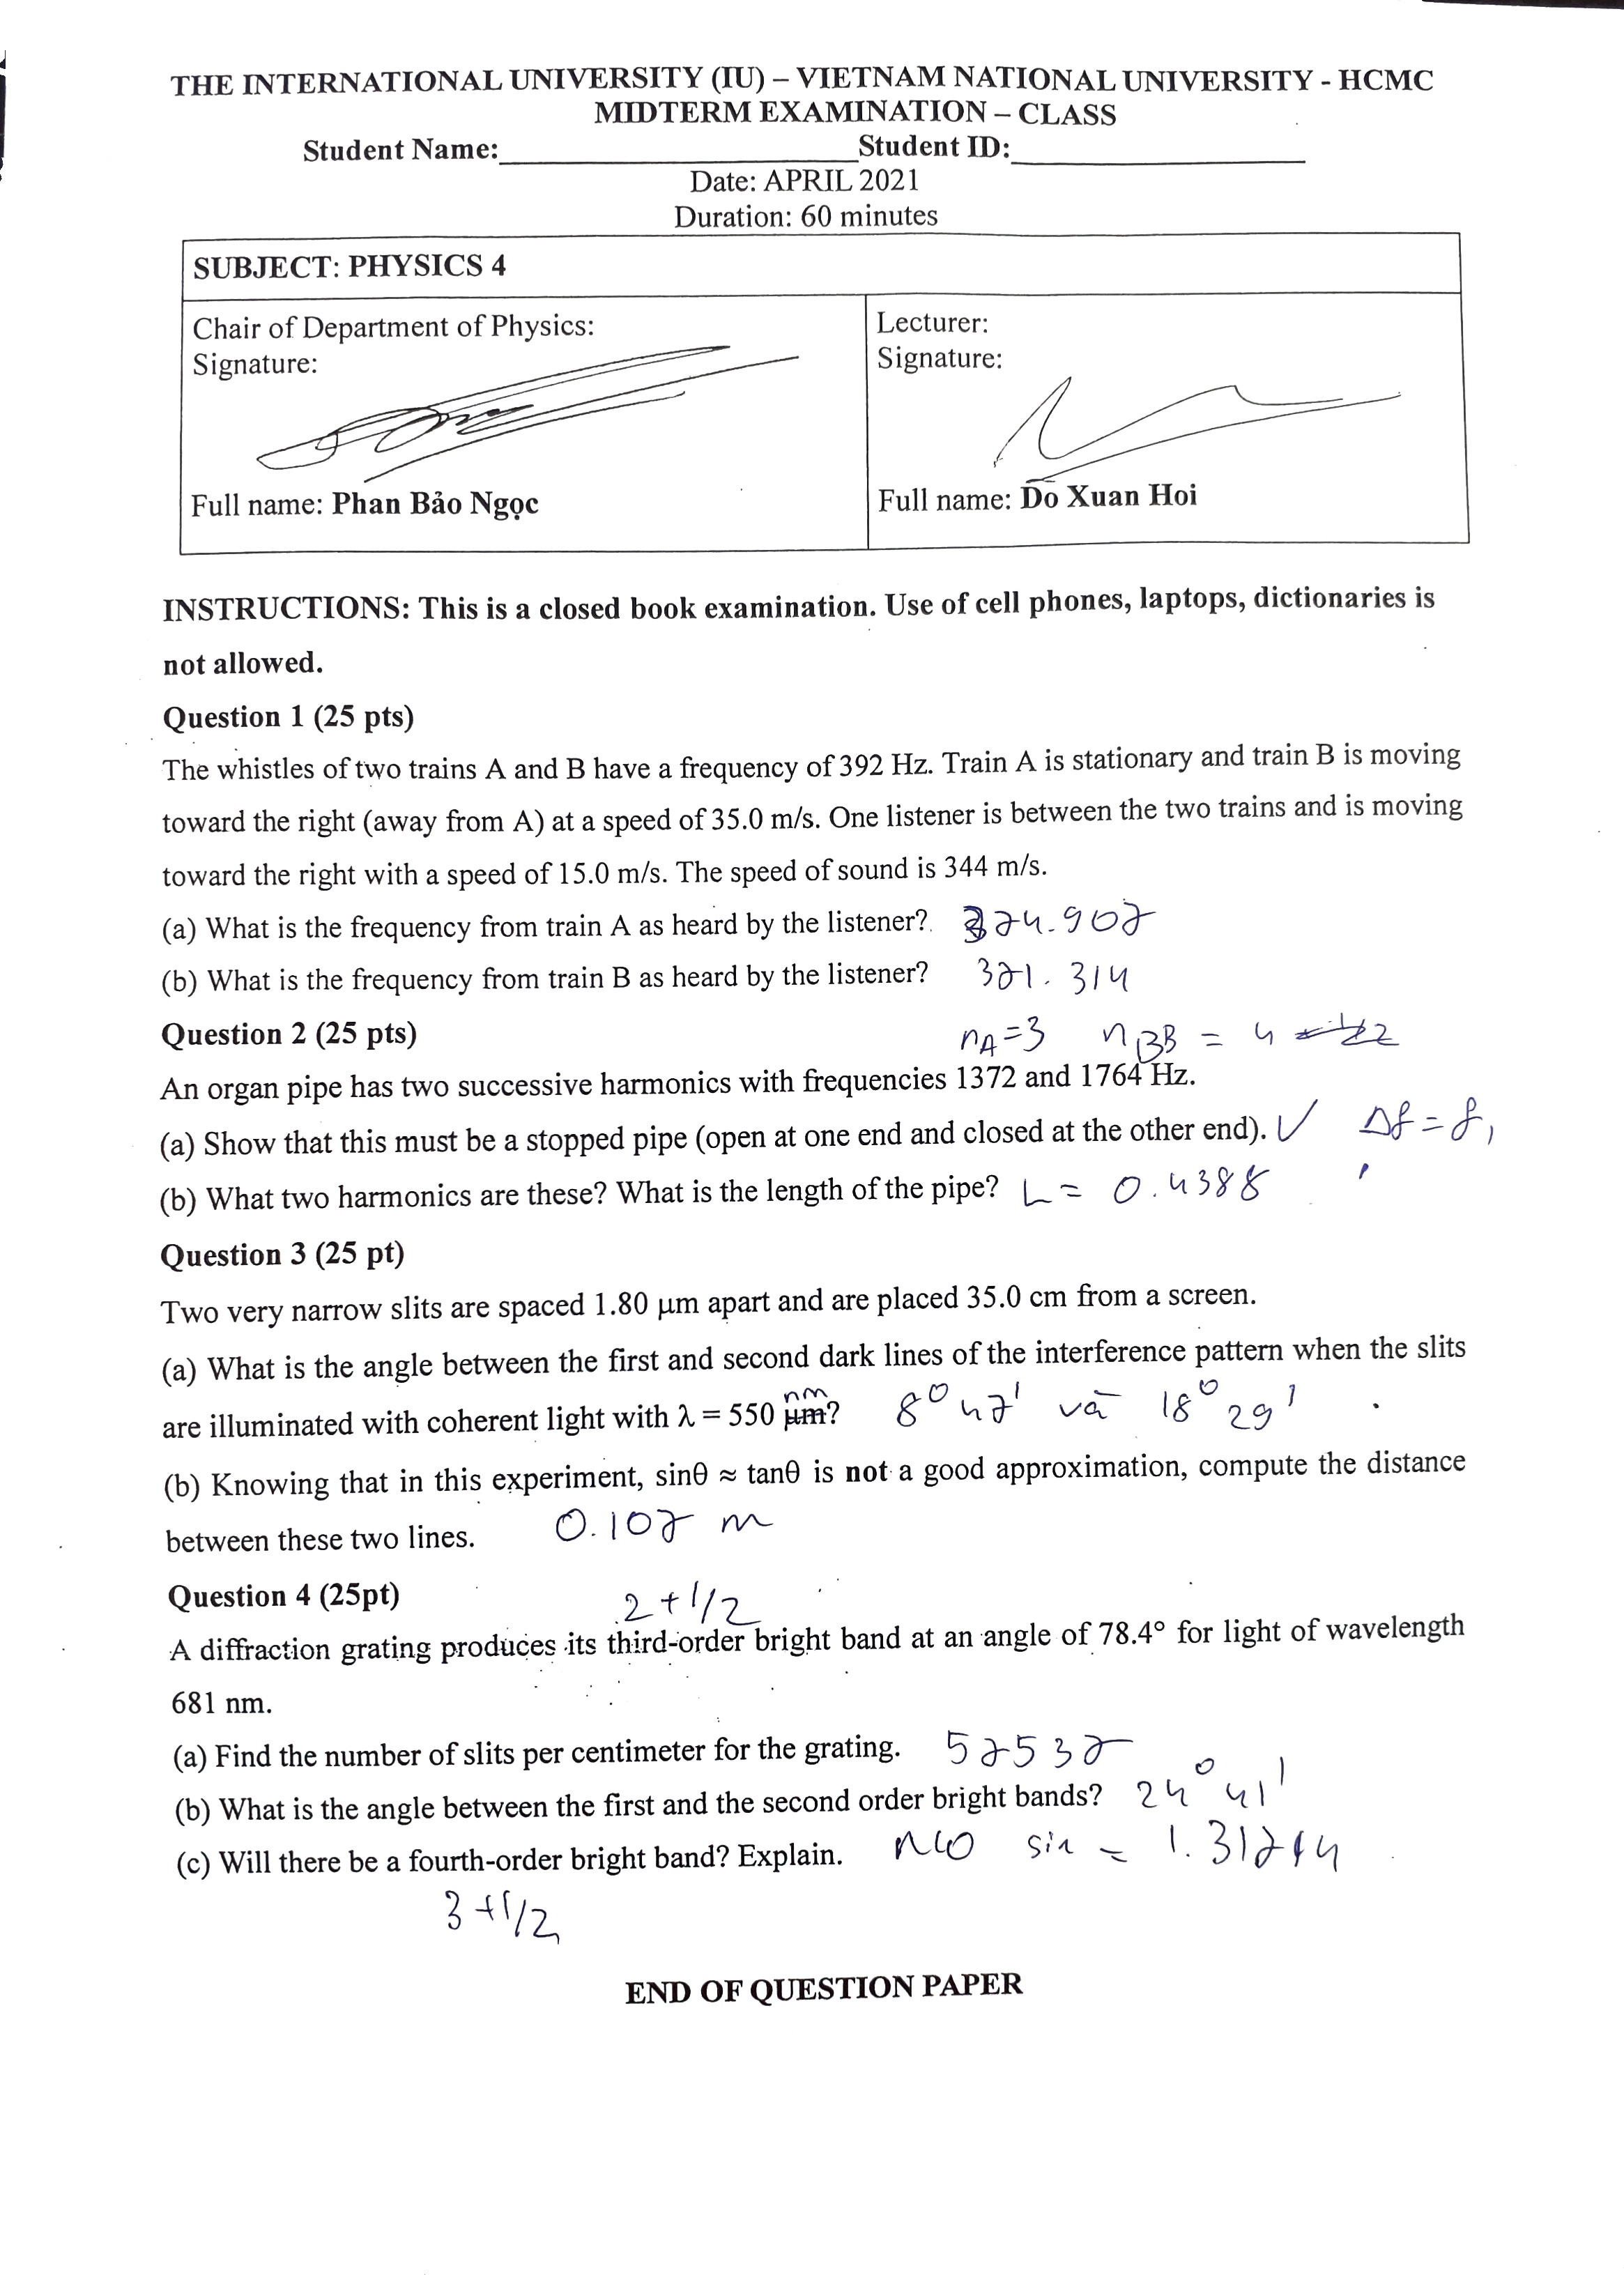 THE INTERNATIONAL UNIVERSITY (IU) – VIETNAM NATIONAL UNIVERSITY - HCMC
MIDTERM EXAMINATION – CLASS
Student Name: Student ID:
Date: APRIL 2021
Duration: 60 minutes
SUBJECT: PHYSICS 4
Chair of Department of Physics:
Signature:
Full name: Phan Bảo Ngọc
Lecturer:
Signature:
Full name: Do Xuan Hoi
INSTRUCTIONS: This is a closed book examination. Use of cell phones, laptops, dictionaries is
not allowed.
Question 1 (25 pts)
The whistles of two trains A and B have a frequency of 392 Hz. Train A is stationary and train B is moving
toward the right (away from A) at a speed of 35.0 m/s. One listener is between the two trains and is moving
toward the right with a speed of 15.0 m/s. The speed of sound is 344 m/s.
(a) What is the frequency from train A as heard by the listener? 374.907
(b) What is the frequency from train B as heard by the listener? 371.314
Question 2 (25 pts) nA = 3 nB = 4
An organ pipe has two successive harmonics with frequencies 1372 and 1764 Hz.
(a) Show that this must be a stopped pipe (open at one end and closed at the other end). ✓ Δf = f1
(b) What two harmonics are these? What is the length of the pipe? L = 0.4388
Question 3 (25 pt)
Two very narrow slits are spaced 1.80 μm apart and are placed 35.0 cm from a screen.
(a) What is the angle between the first and second dark lines of the interference pattern when the slits
nm
are illuminated with coherent light with λ = 550 μm? 8° 47' và 18° 29'
(b) Knowing that in this experiment, sinθ ≈ tanθ is not a good approximation, compute the distance
between these two lines. 0.107 m
Question 4 (25pt) 2 + 1/2
A diffraction grating produces its third-order bright band at an angle of 78.4° for light of wavelength
681 nm.
(a) Find the number of slits per centimeter for the grating. 57537
(b) What is the angle between the first and the second order bright bands? 24° 41'
(c) Will there be a fourth-order bright band? Explain. sin =
3 + 1/2
END OF QUESTION PAPER